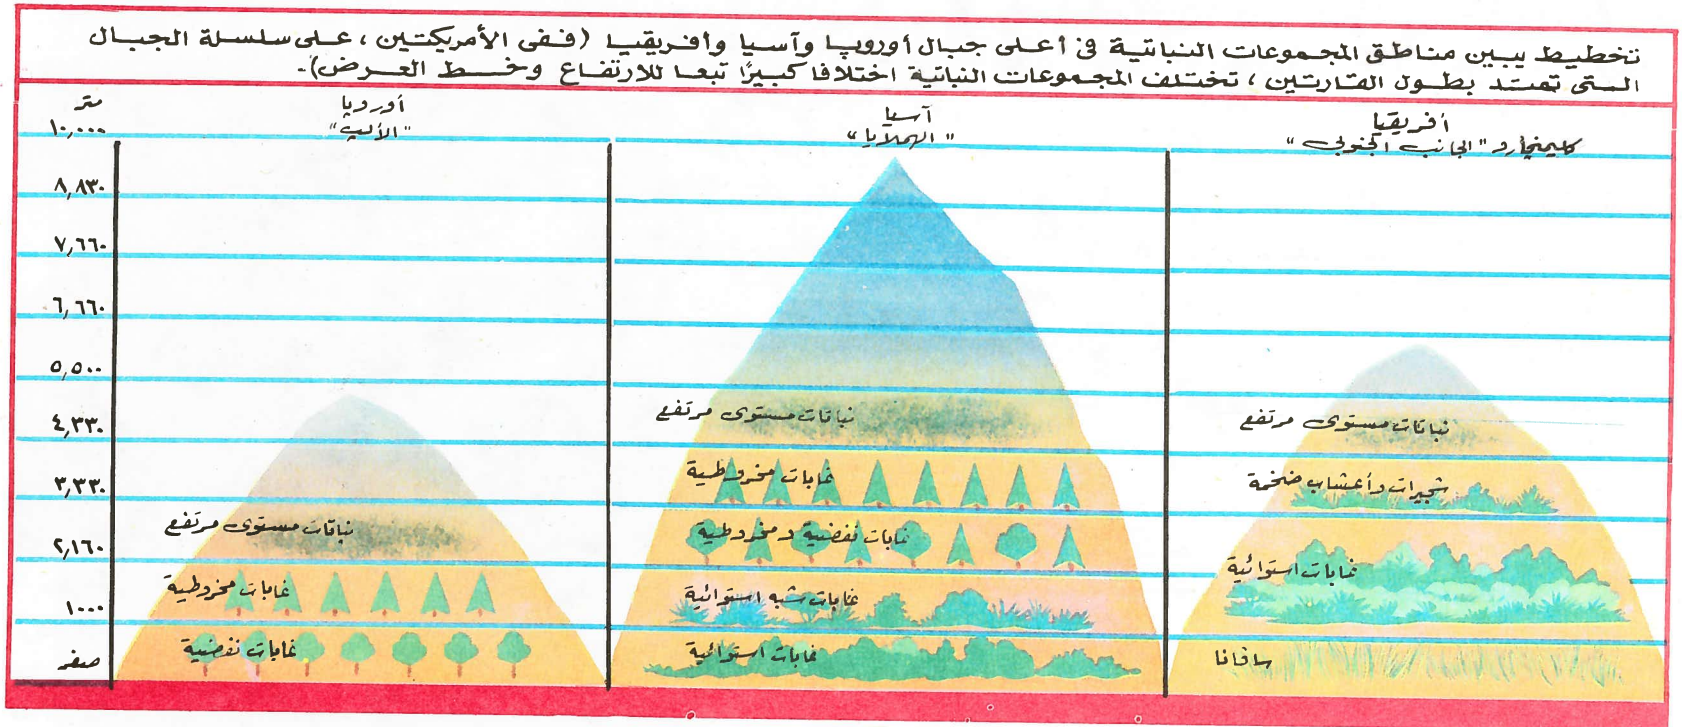 تخطيط يبين مناطق المجموعات النباتية في أعلى جبال أوروبا وآسيا وأفريقيا (ففى الأمريكتين ، على سلسلة الجبال
التى تمتد بطول القارتين ، تختلف المجموعات النباتية اختلافا كبيرًا تبعا للارتفاع وخط العرض).
أفريقيا
كليمنجارو "الجانب الجنوبى"
آسيا
"الهملايا"
أوروبا
"الألب"
متر
١٠,٠٠٠
٨,٨٣٠
٧,٦٦٠
٦,٦٦٠
٥,٥٠٠
٤,٣٣٠
٣,٣٣٠
٢,١٦٠
١٠٠٠
صفر
نباتات مستوى مرتفع
شجيرات وأعشاب ضخمة
غابات استوائية
ساڤانا
نباتات مستوى مرتفع
غابات مخروطية
غابات نفضية ومخروطية
غابات شبه استوائية
غابات استوائية
نباتات مستوى مرتفع
غابات مخروطية
غابات نفضية